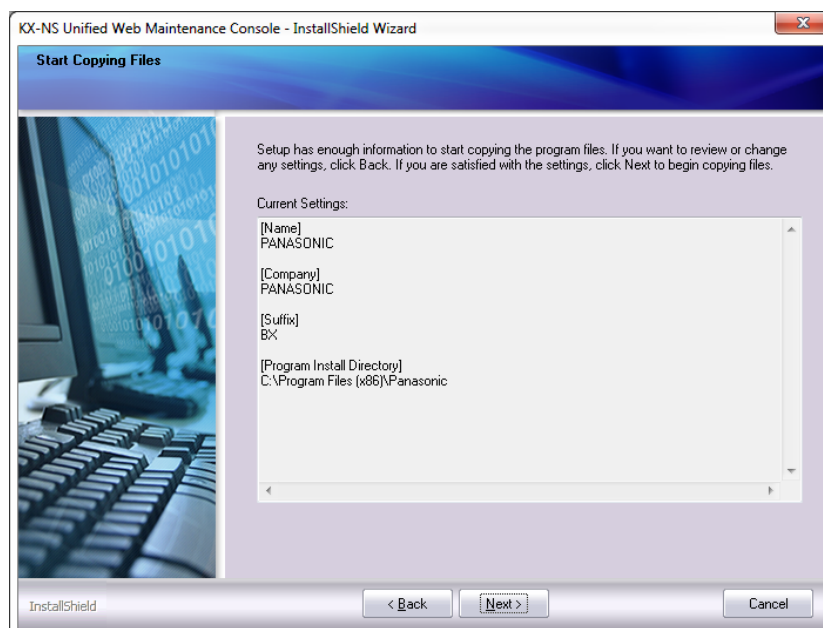 KX-NS Unified Web Maintenance Console - InstallShield Wizard
Start Copying Files
Setup has enough information to start copying the program files. If you want to review or change
any settings, click Back. If you are satisfied with the settings, click Next to begin copying files.
Current Settings:
[Name]
PANASONIC
[Company]
PANASONIC
[Suffix]
BX
[Program Install Directory]
C:\Program Files (x86)\Panasonic
InstallShield
< Back
Next >
Cancel